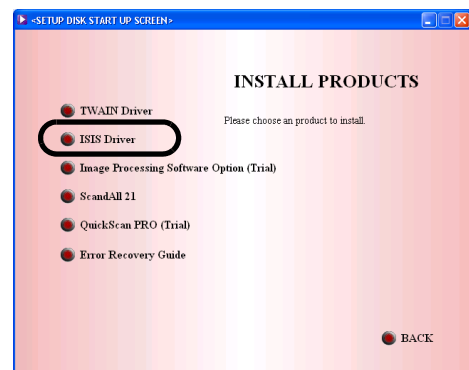 <SETUP DISK START UP SCREEN>
INSTALL PRODUCTS
Please choose an product to install.
TWAIN Driver
ISIS Driver
Image Processing Software Option (Trial)
ScandAll 21
QuickScan PRO (Trial)
Error Recovery Guide
BACK